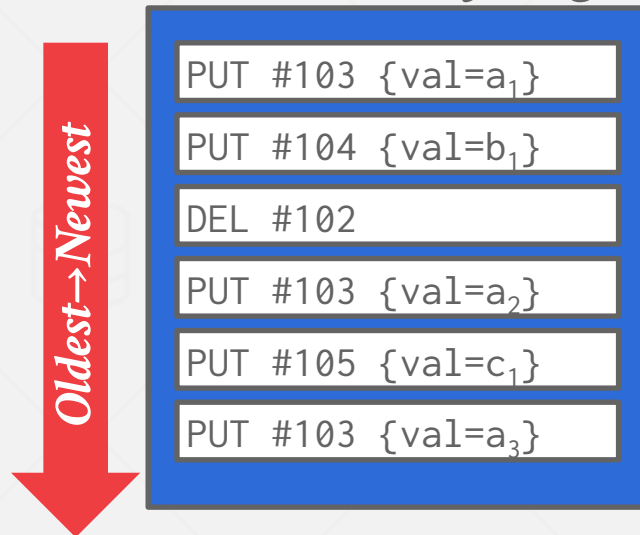 Oldest→Newest
PUT #103 {val=a₁}
PUT #104 {val=b₁}
DEL #102
PUT #103 {val=a₂}
PUT #105 {val=c₁}
PUT #103 {val=a₃}